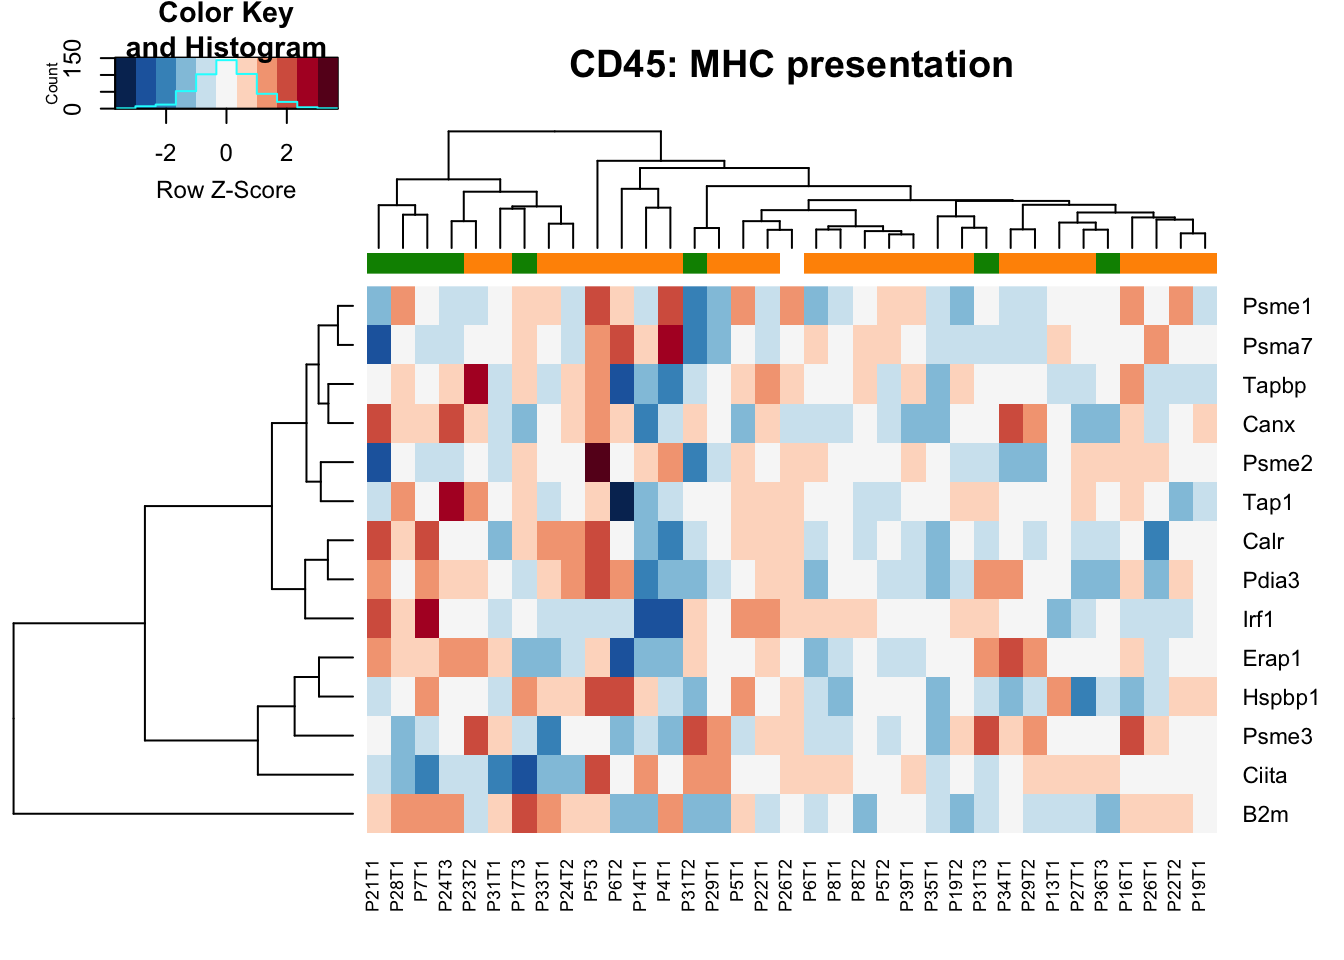 Color Key
and Histogram
CD45: MHC presentation
Count
0 150
-2 0 2
Row Z-Score
Psme1
Psma7
Tapbp
Canx
Psme2
Tap1
Calr
Pdia3
Irf1
Erap1
Hspbp1
Psme3
Ciita
B2m
P21T1
P28T1
P7T1
P24T3
P23T2
P31T1
P17T3
P33T1
P24T2
P5T3
P6T2
P14T1
P4T1
P31T2
P29T1
P5T1
P22T1
P26T2
P6T1
P8T1
P8T2
P5T2
P39T1
P35T1
P19T2
P31T3
P34T1
P29T2
P13T1
P27T1
P36T3
P16T1
P26T1
P22T2
P19T1